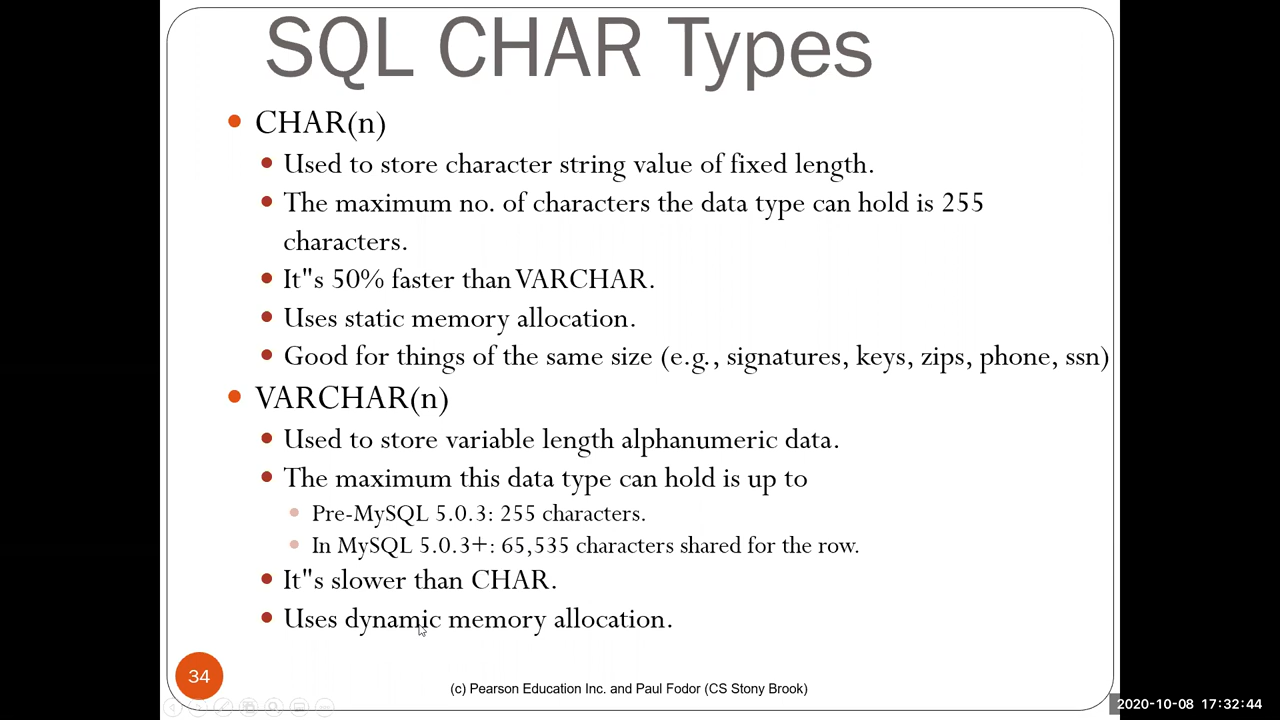 SQL CHAR Types
CHAR(n)
Used to store character string value of fixed length.
The maximum no. of characters the data type can hold is 255
characters.
It"s 50% faster than VARCHAR.
Uses static memory allocation.
Good for things of the same size (e.g., signatures, keys, zips, phone, ssn)
VARCHAR(n)
Used to store variable length alphanumeric data.
The maximum this data type can hold is up to
Pre-MySQL 5.0.3: 255 characters.
In MySQL 5.0.3+: 65,535 characters shared for the row.
It"s slower than CHAR.
Uses dynamic memory allocation.
34
(c) Pearson Education Inc. and Paul Fodor (CS Stony Brook)
2020-10-08 17:32:44